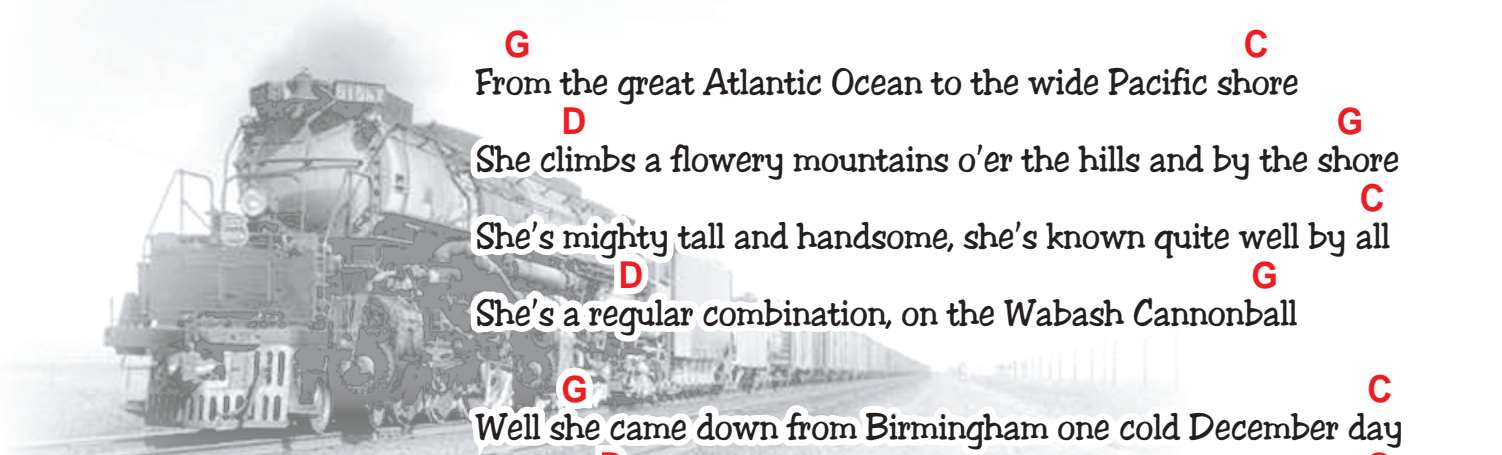 G C
From the great Atlantic Ocean to the wide Pacific shore
D G
She climbs a flowery mountains o'er the hills and by the shore
C
She's mighty tall and handsome, she's known quite well by all
D G
She's a regular combination, on the Wabash Cannonball
G C
Well she came down from Birmingham one cold December day